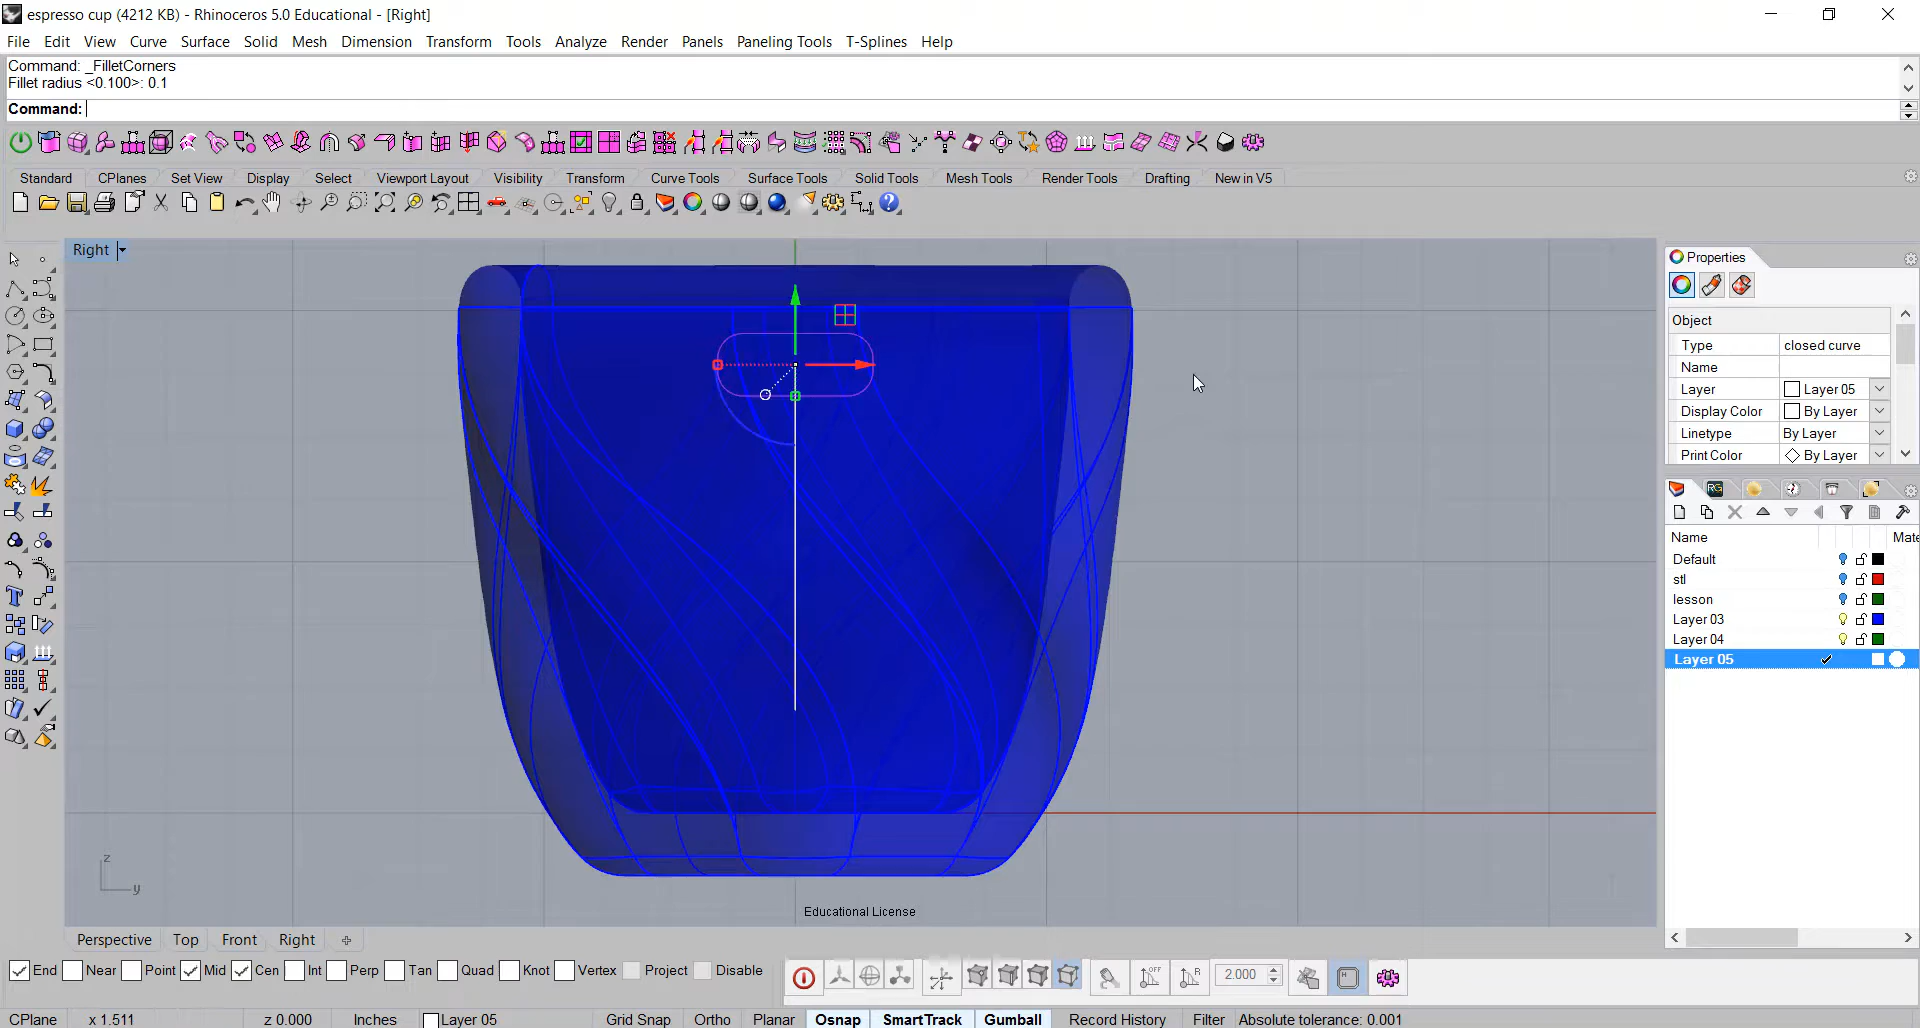 espresso cup (4212 KB) - Rhinoceros 5.0 Educational - [Right]
File Edit View Curve Surface Solid Mesh Dimension Transform Tools Analyze Render Panels Paneling Tools T-Splines Help
Command: _FilletCorners
Fillet radius <0.100>: 0.1
Command:
Standard CPlanes Set View Display Select Viewport Layout Visibility Transform Curve Tools Surface Tools Solid Tools Mesh Tools Render Tools Drafting New in V5
Right
Properties
Object
Type closed curve
Name
Layer Layer 05
Display Color By Layer
Linetype By Layer
Print Color By Layer
RG
Name Mate
Default
stl
lesson
Layer 03
Layer 04
Layer 05
z
y
Educational License
Perspective Top Front Right
End Near Point Mid Cen Int Perp Tan Quad Knot Vertex Project Disable
OFF R 2.000 H
CPlane x 1.511 z 0.000 Inches Layer 05 Grid Snap Ortho Planar Osnap SmartTrack Gumball Record History Filter Absolute tolerance: 0.001